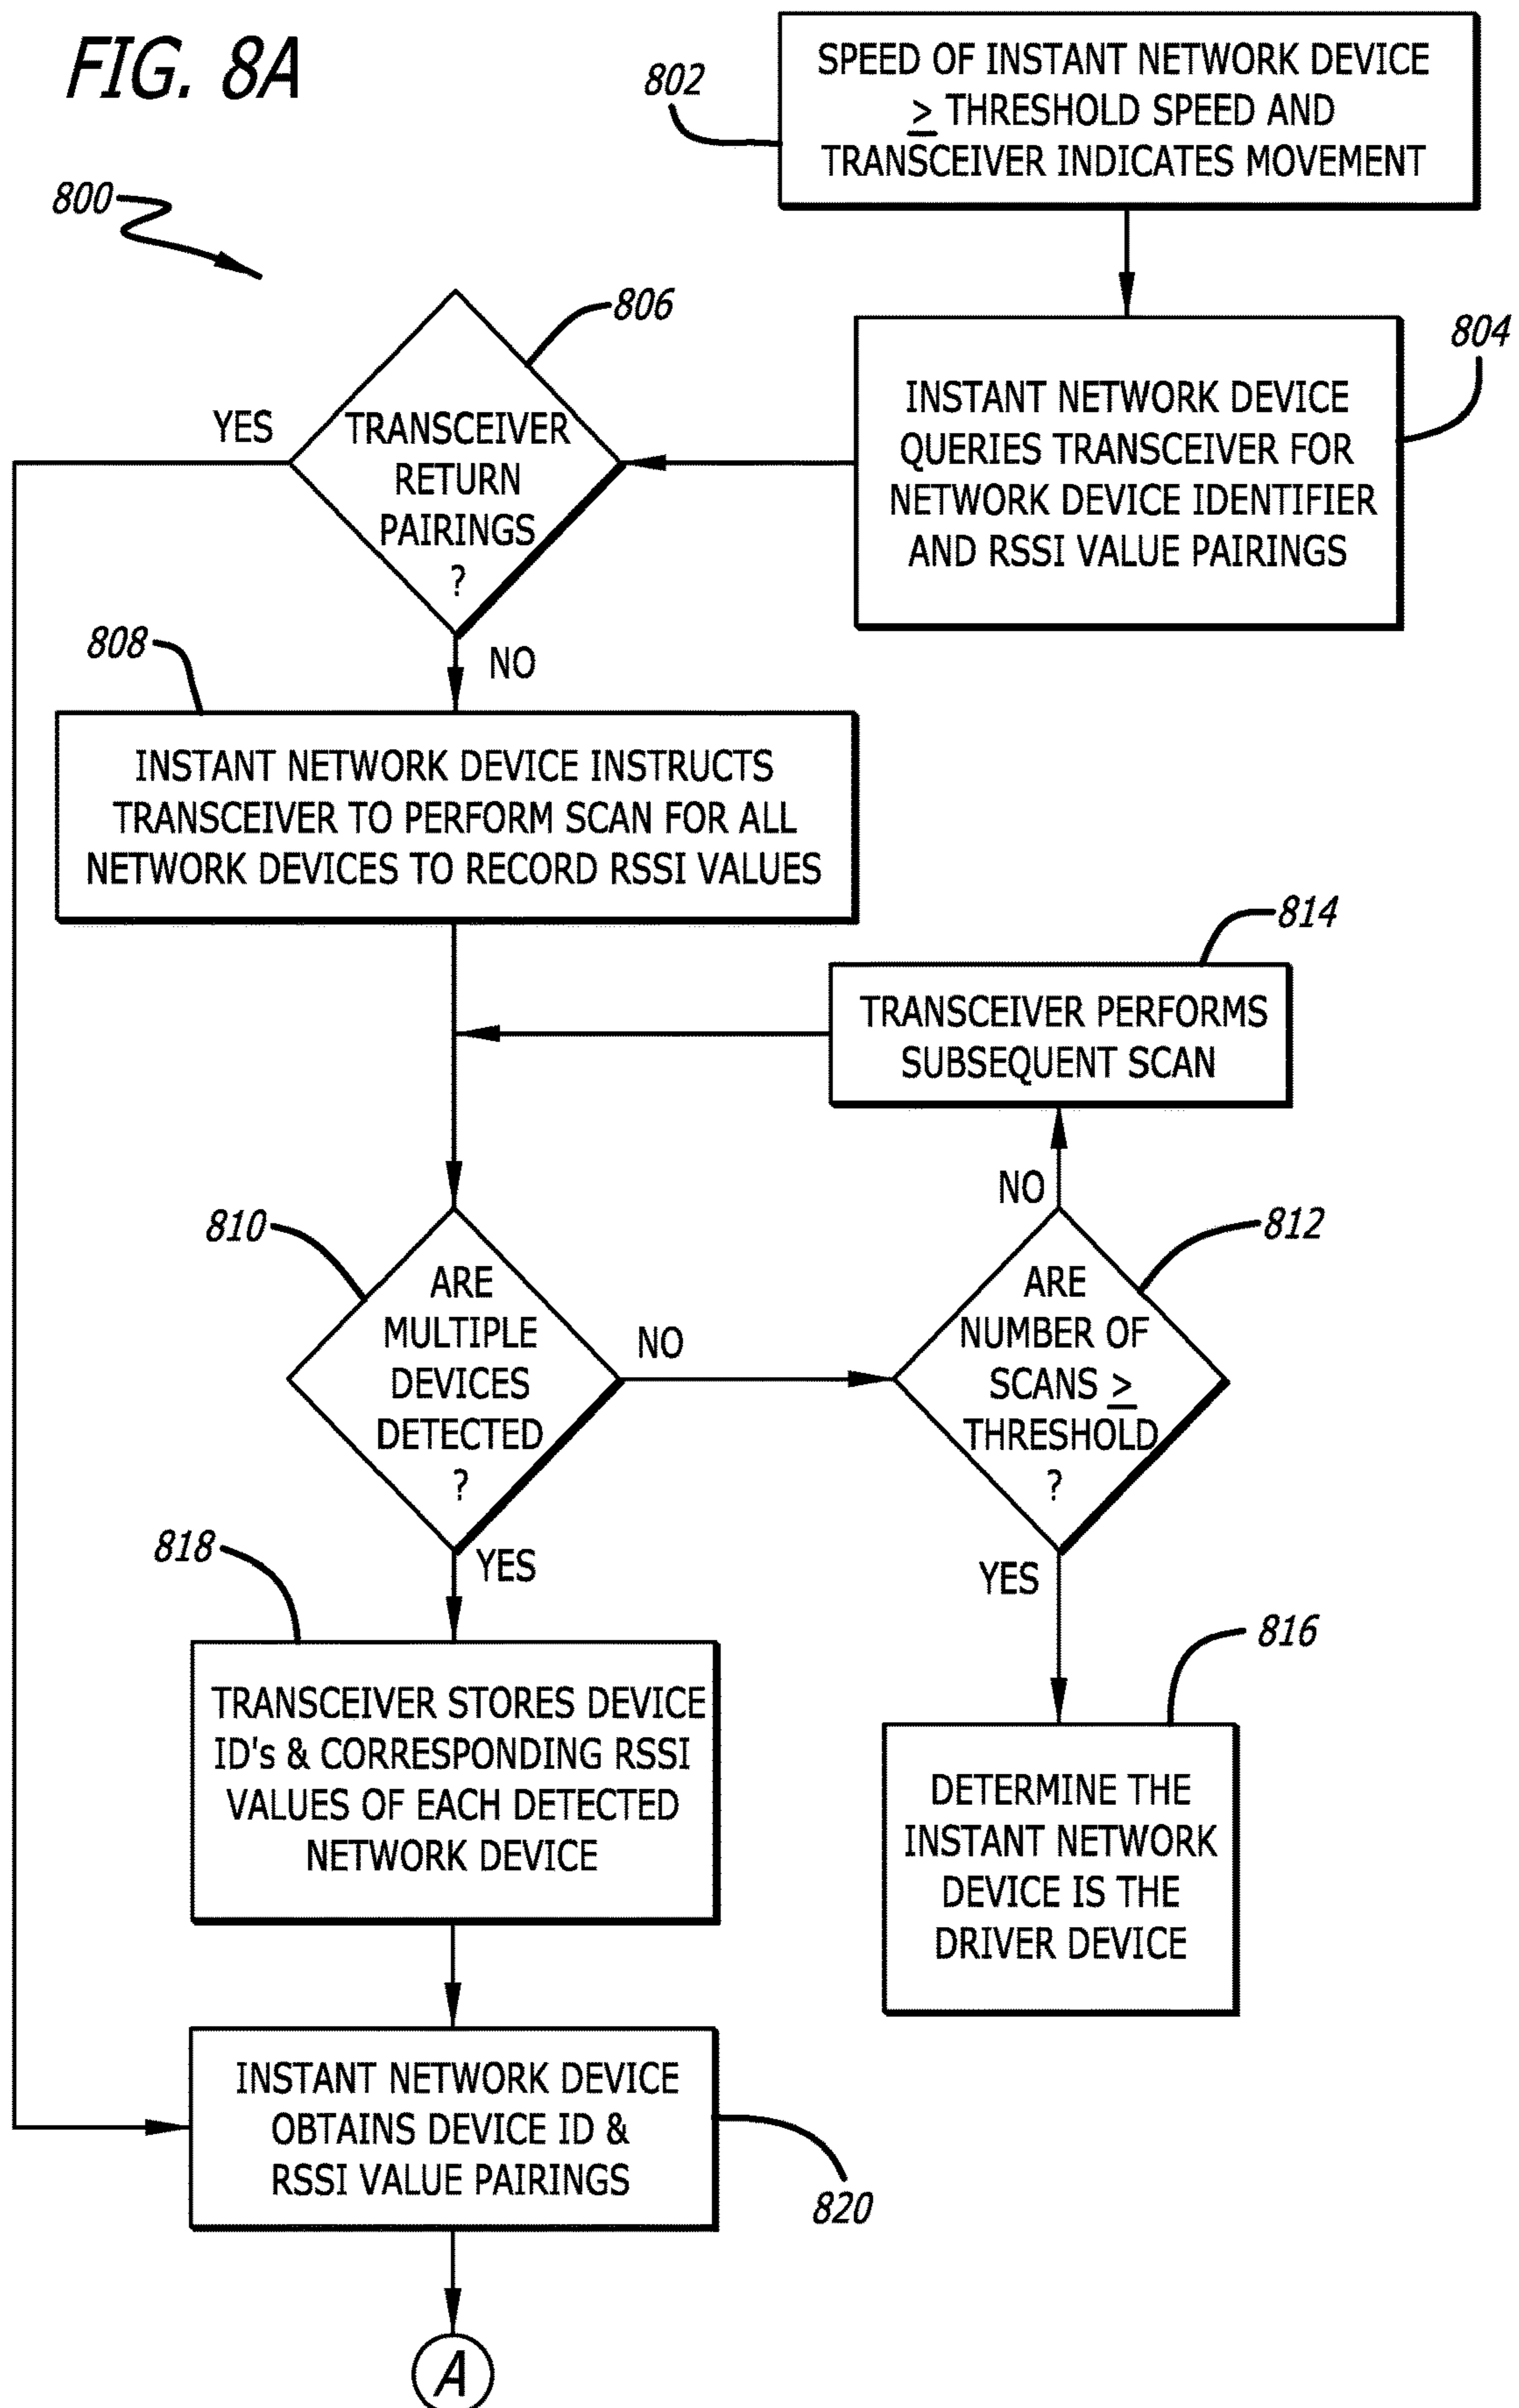 FIG. 8A
802
SPEED OF INSTANT NETWORK DEVICE
≥ THRESHOLD SPEED AND
TRANSCEIVER INDICATES MOVEMENT
800
806
804
YES
TRANSCEIVER
RETURN
PAIRINGS
?
INSTANT NETWORK DEVICE
QUERIES TRANSCEIVER FOR
NETWORK DEVICE IDENTIFIER
AND RSSI VALUE PAIRINGS
808
NO
INSTANT NETWORK DEVICE INSTRUCTS
TRANSCEIVER TO PERFORM SCAN FOR ALL
NETWORK DEVICES TO RECORD RSSI VALUES
814
TRANSCEIVER PERFORMS
SUBSEQUENT SCAN
NO
810
812
ARE
MULTIPLE
DEVICES
DETECTED
?
NO
ARE
NUMBER OF
SCANS ≥
THRESHOLD
?
818
YES
YES
816
TRANSCEIVER STORES DEVICE
ID's & CORRESPONDING RSSI
VALUES OF EACH DETECTED
NETWORK DEVICE
DETERMINE THE
INSTANT NETWORK
DEVICE IS THE
DRIVER DEVICE
INSTANT NETWORK DEVICE
OBTAINS DEVICE ID &
RSSI VALUE PAIRINGS
820
A